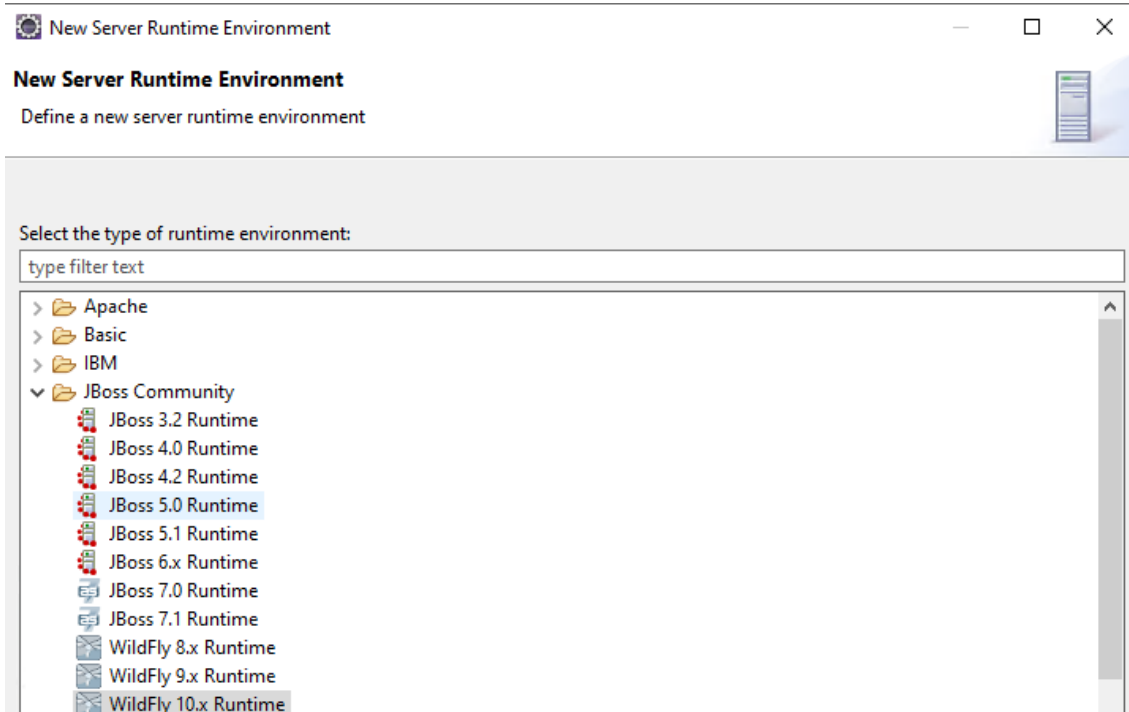 New Server Runtime Environment
New Server Runtime Environment
Define a new server runtime environment
Select the type of runtime environment:
type filter text
Apache
Basic
IBM
JBoss Community
JBoss 3.2 Runtime
JBoss 4.0 Runtime
JBoss 4.2 Runtime
JBoss 5.0 Runtime
JBoss 5.1 Runtime
JBoss 6.x Runtime
JBoss 7.0 Runtime
JBoss 7.1 Runtime
WildFly 8.x Runtime
WildFly 9.x Runtime
WildFly 10.x Runtime